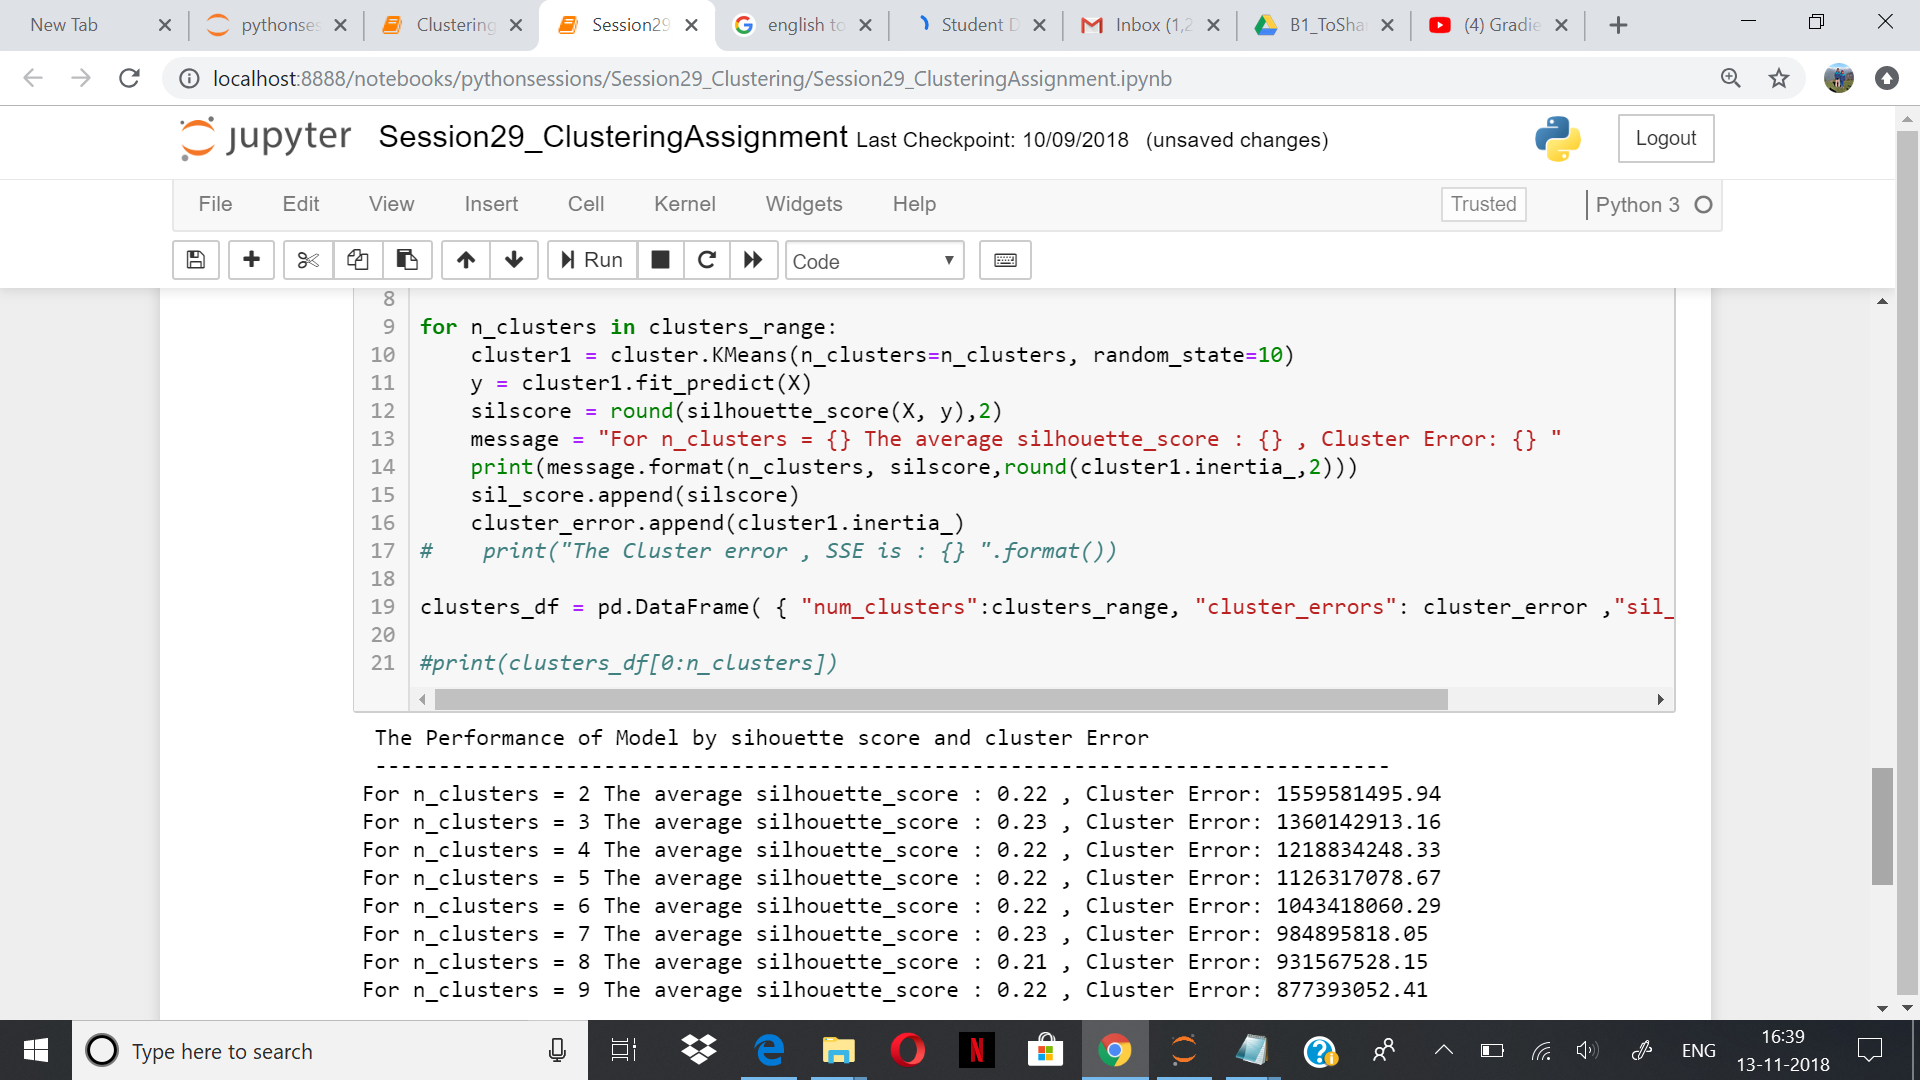 New Tab
pythonses
Clustering
Session29
english to
Student D
Inbox (1,2
B1_ToSha
(4) Gradie
localhost:8888/notebooks/pythonsessions/Session29_Clustering/Session29_ClusteringAssignment.ipynb
jupyter Session29_ClusteringAssignment Last Checkpoint: 10/09/2018 (unsaved changes)
Logout
File Edit View Insert Cell Kernel Widgets Help
Trusted
Python 3
Run
Code
8
9 for n_clusters in clusters_range:
10     cluster1 = cluster.KMeans(n_clusters=n_clusters, random_state=10)
11     y = cluster1.fit_predict(X)
12     silscore = round(silhouette_score(X, y),2)
13     message = "For n_clusters = {} The average silhouette_score : {} , Cluster Error: {} "
14     print(message.format(n_clusters, silscore,round(cluster1.inertia_,2)))
15     sil_score.append(silscore)
16     cluster_error.append(cluster1.inertia_)
17 #    print("The Cluster error , SSE is : {} ".format())
18
19 clusters_df = pd.DataFrame( { "num_clusters":clusters_range, "cluster_errors": cluster_error ,"sil_
20
21 #print(clusters_df[0:n_clusters])
The Performance of Model by sihouette score and cluster Error
--------------------------------------------------------------------------------
For n_clusters = 2 The average silhouette_score : 0.22 , Cluster Error: 1559581495.94
For n_clusters = 3 The average silhouette_score : 0.23 , Cluster Error: 1360142913.16
For n_clusters = 4 The average silhouette_score : 0.22 , Cluster Error: 1218834248.33
For n_clusters = 5 The average silhouette_score : 0.22 , Cluster Error: 1126317078.67
For n_clusters = 6 The average silhouette_score : 0.22 , Cluster Error: 1043418060.29
For n_clusters = 7 The average silhouette_score : 0.23 , Cluster Error: 984895818.05
For n_clusters = 8 The average silhouette_score : 0.21 , Cluster Error: 931567528.15
For n_clusters = 9 The average silhouette_score : 0.22 , Cluster Error: 877393052.41
Type here to search
N
ENG
16:39
13-11-2018